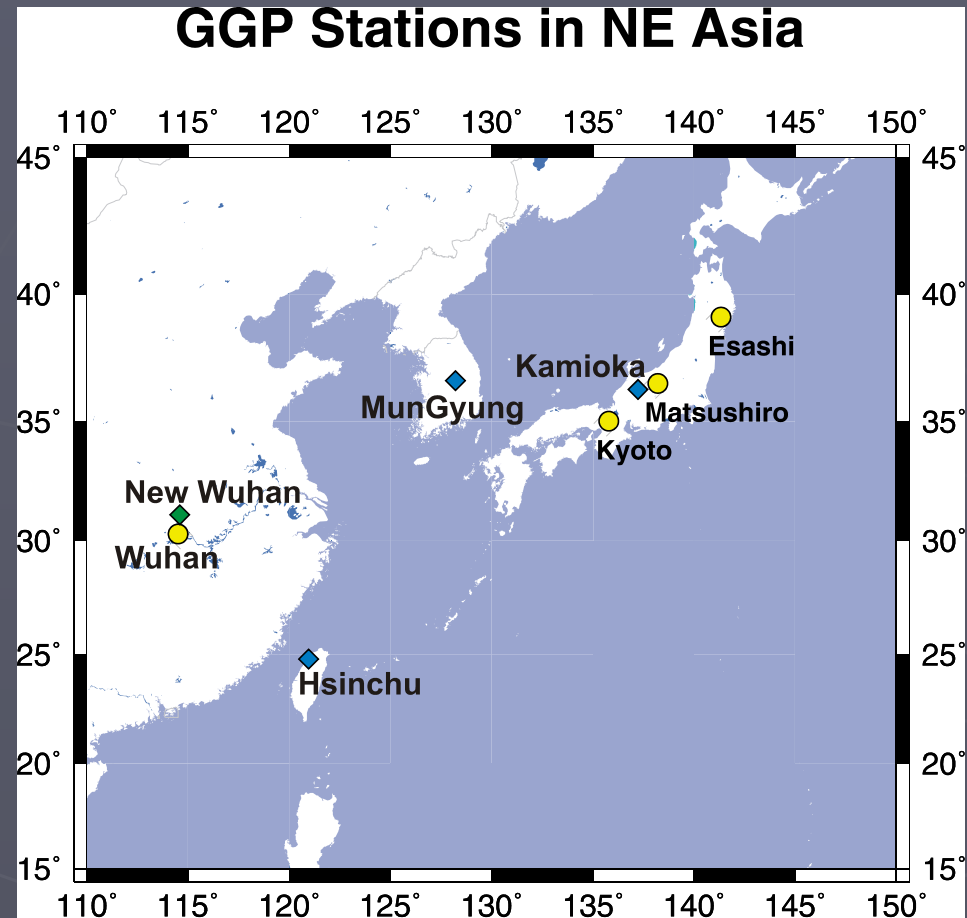 GGP Stations in NE Asia
110° 115° 120° 125° 130° 135° 140° 145° 150°
45° 45°
40° 40°
Esashi
Kamioka
MunGyung
Matsushiro
35° 35°
Kyoto
New Wuhan
30° 30°
Wuhan
25° 25°
Hsinchu
20° 20°
15° 15°
110° 115° 120° 125° 130° 135° 140° 145° 150°